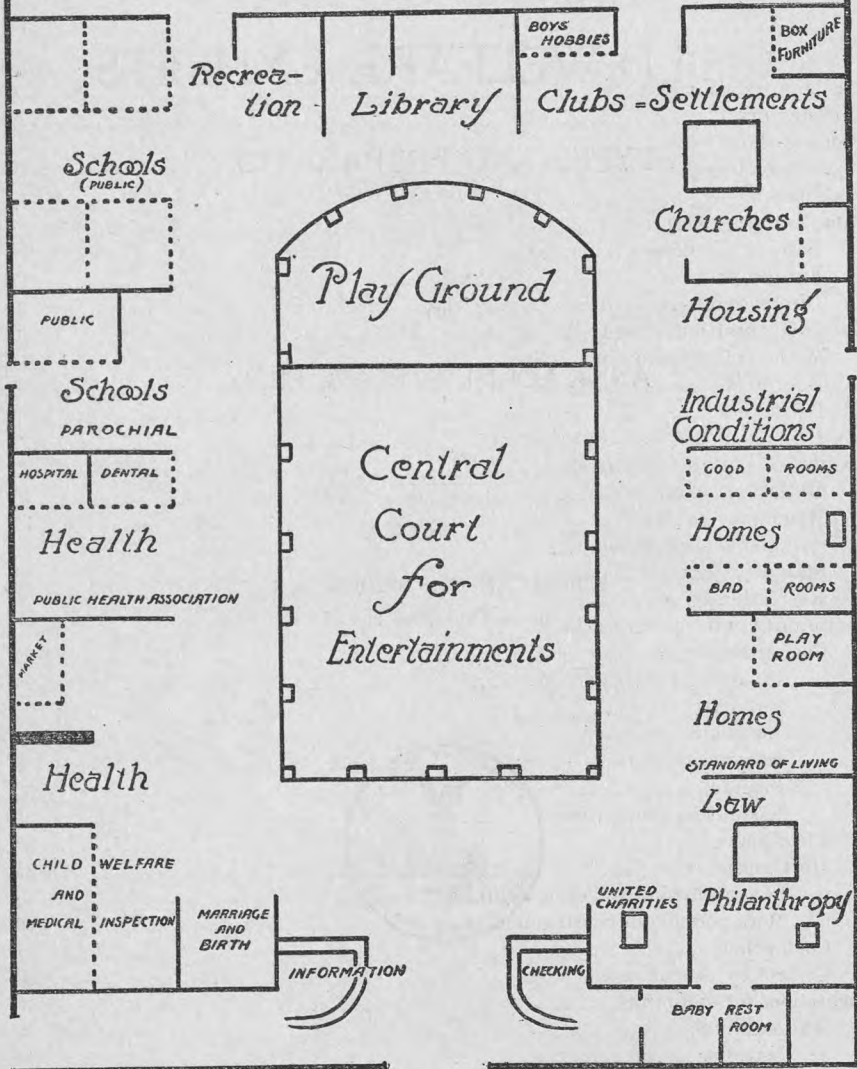 BOYS'
HOBBIES
BOX
FURNITURE
Recrea-
tion
Library
Clubs = Settlements
Schools
(PUBLIC)
Churches
Play Ground
Housing
PUBLIC
Schools
PAROCHIAL
Industrial
Conditions
HOSPITAL
DENTAL
GOOD
ROOMS
Central
Court
for
Entertainments
Health
Homes
PUBLIC HEALTH ASSOCIATION
BAD
ROOMS
MARKET
PLAY
ROOM
Homes
STANDARD OF LIVING
Health
Law
CHILD
AND
MEDICAL
WELFARE
INSPECTION
MARRIAGE
AND
BIRTH
UNITED
CHARITIES
Philanthropy
INFORMATION
CHECKING
BABY REST
ROOM